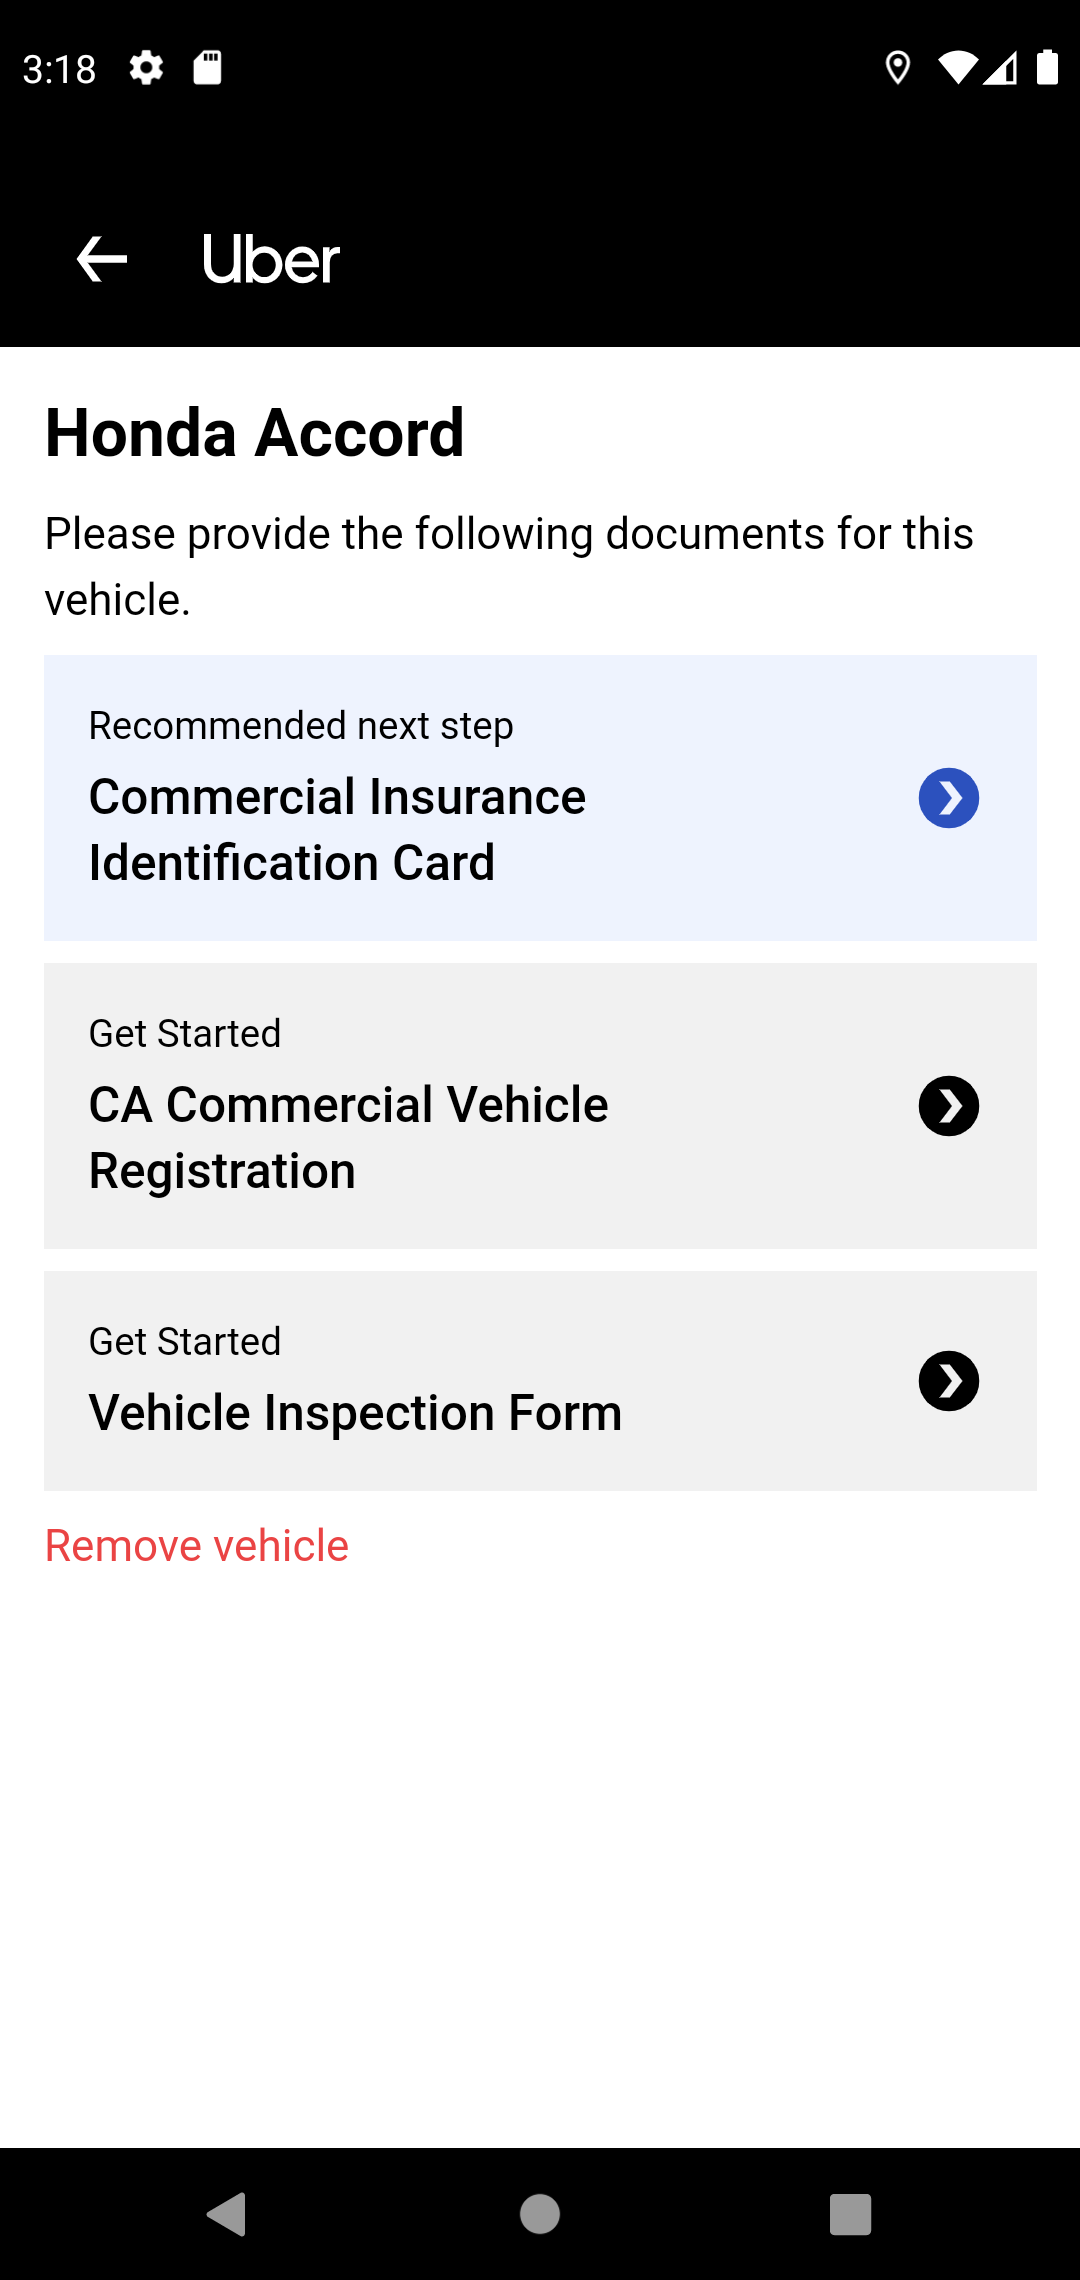 3:18
Uber
Honda Accord
Please provide the following documents for this
vehicle.
Recommended next step
Commercial Insurance
Identification Card
Get Started
CA Commercial Vehicle
Registration
Get Started
Vehicle Inspection Form
Remove vehicle